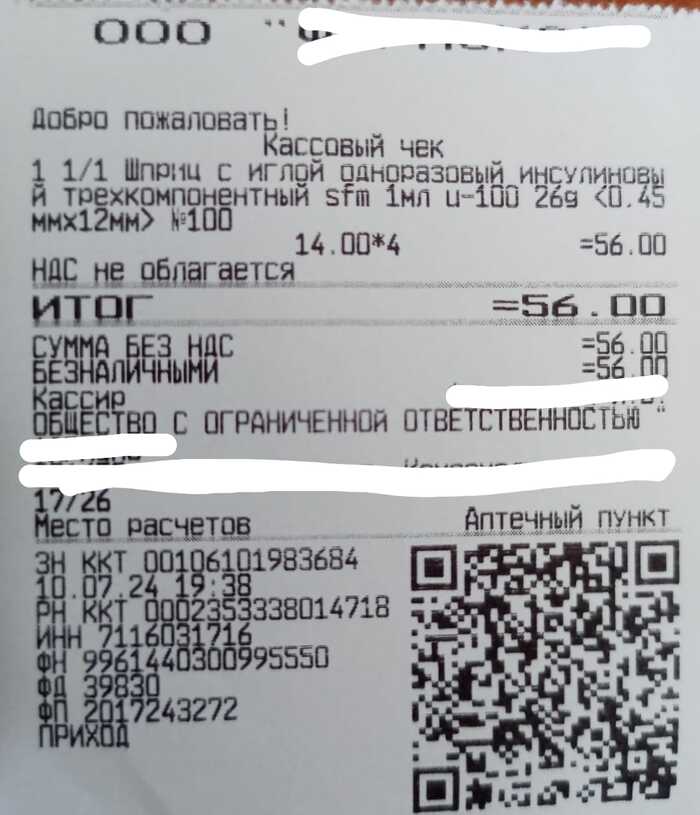 ООО "
Добро пожаловать!
Кассовый чек
1 1/1 Шприц с иглой одноразовый инсулиновы
й трехкомпонентный sfm 1мл u-100 26g <0.45
ммх12мм> №100
14.00*4 =56.00
НДС не облагается
ИТОГ =56.00
СУММА БЕЗ НДС =56.00
БЕЗНАЛИЧНЫМИ =56.00
Кассир
ОБЩЕСТВО С ОГРАНИЧЕННОЙ ОТВЕТСТВЕННОСТЬЮ "
17/26
Место расчетов Аптечный пункт
ЗН ККТ 00106101983684
10.07.24 19:38
РН ККТ 0002353338014718
ИНН 7116031716
ФН 9961440300995550
ФД 39830
ФП 2017243272
ПРИХОД